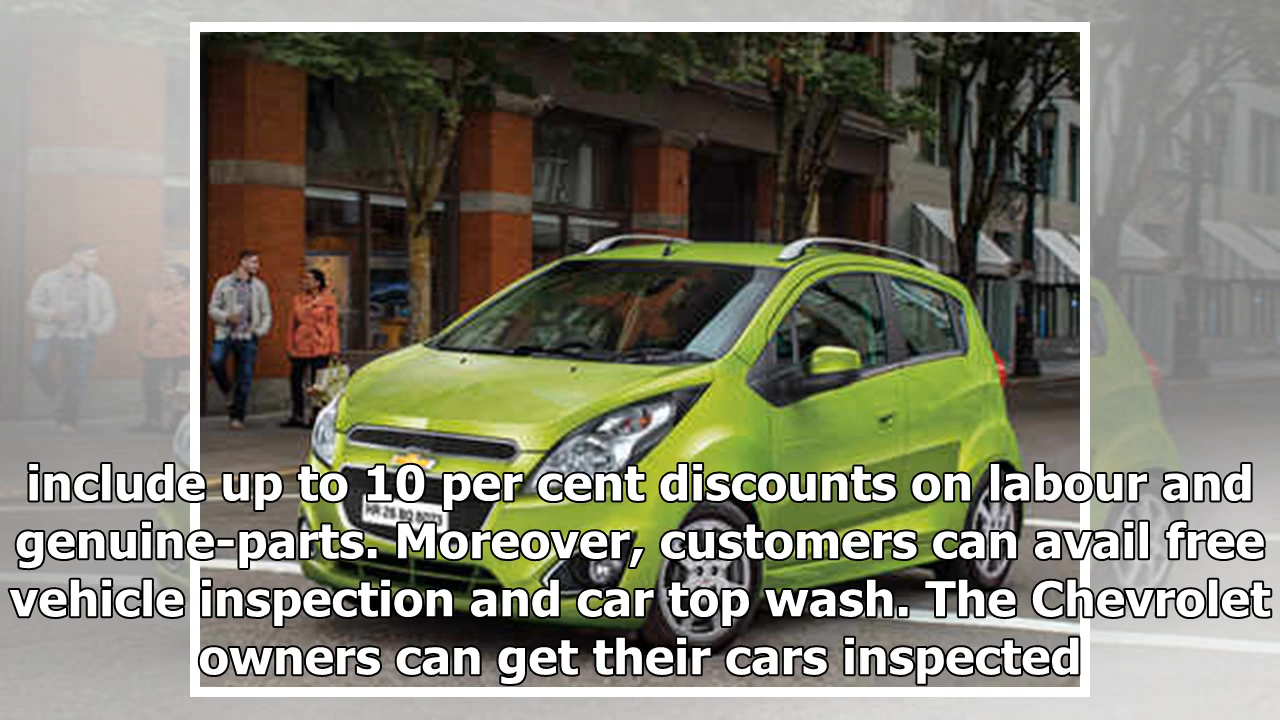 include up to 10 per cent discounts on labour and
genuine-parts. Moreover, customers can avail free
vehicle inspection and car top wash. The Chevrolet
owners can get their cars inspected